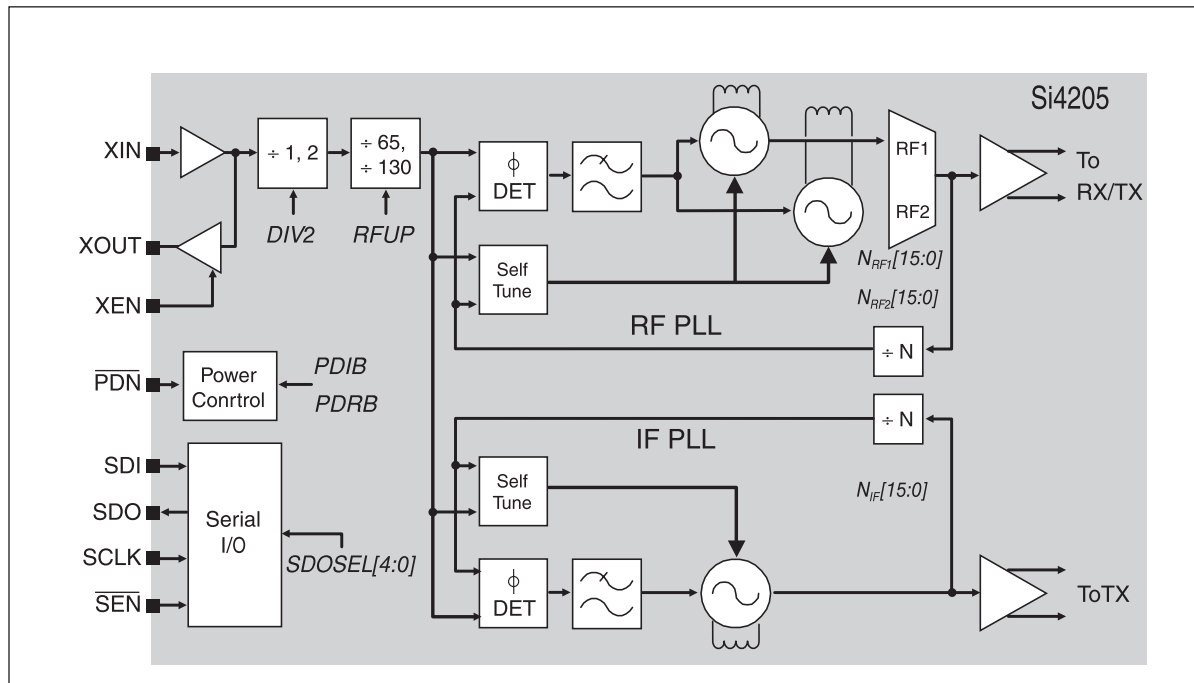 Si4205
XIN
÷ 1, 2
÷ 65,
÷ 130
ϕ
DET
RF1
RF2
To
RX/TX
XOUT
DIV2
RFUP
XEN
Self
Tune
N_RF1[15:0]
N_RF2[15:0]
RF PLL
÷ N
PDN
Power
Conrtrol
PDIB
PDRB
÷ N
IF PLL
SDI
SDO
SCLK
SEN
Serial
I/0
SDOSEL[4:0]
Self
Tune
N_IF[15:0]
ϕ
DET
ToTX